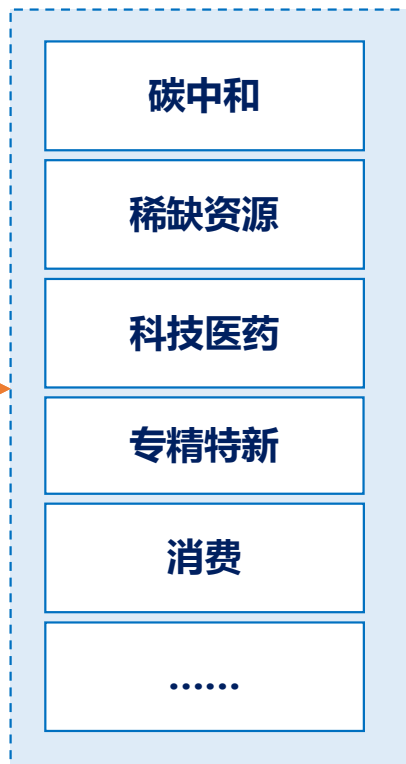 碳中和
稀缺资源
科技医药
专精特新
消费
......